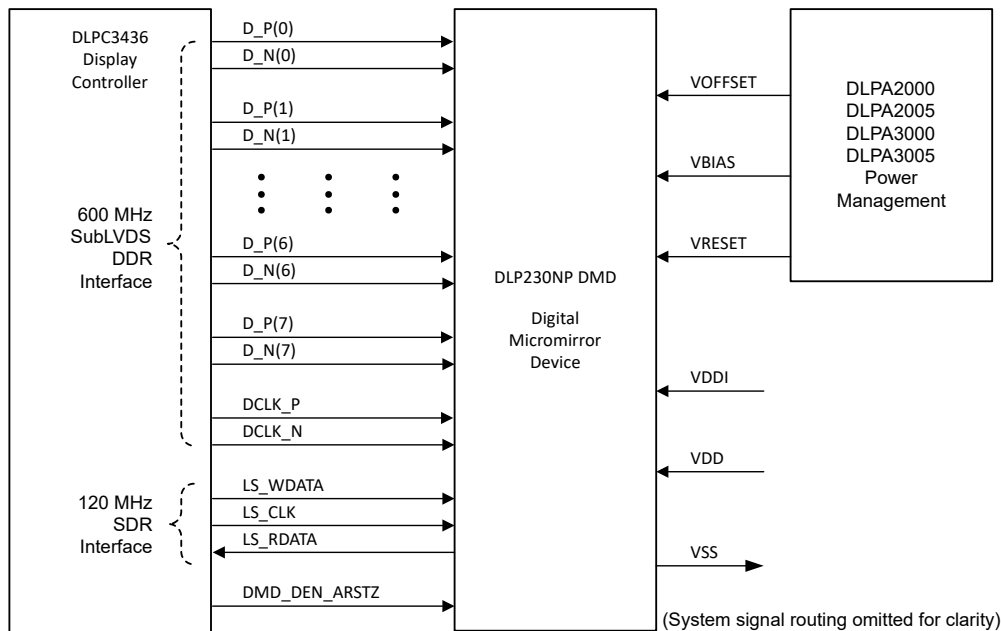 DLPC3436
Display
Controller
600 MHz
SubLVDS
DDR
Interface
120 MHz
SDR
Interface
D_P(0)
D_N(0)
D_P(1)
D_N(1)
D_P(6)
D_N(6)
D_P(7)
D_N(7)
DCLK_P
DCLK_N
LS_WDATA
LS_CLK
LS_RDATA
DMD_DEN_ARSTZ
DLP230NP DMD
Digital
Micromirror
Device
VOFFSET
VBIAS
VRESET
VDDI
VDD
VSS
DLPA2000
DLPA2005
DLPA3000
DLPA3005
Power
Management
(System signal routing omitted for clarity)